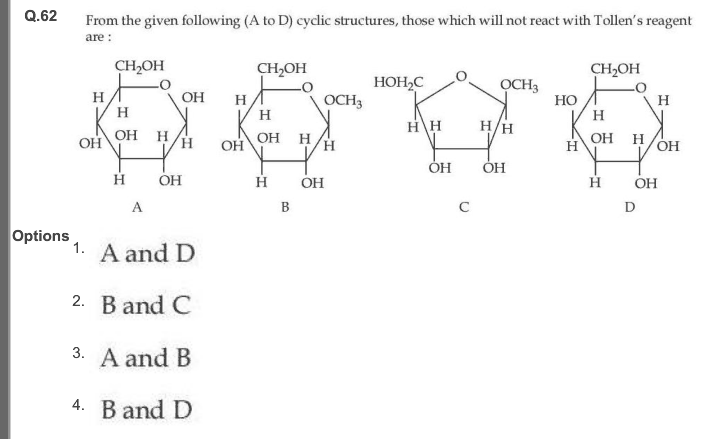 Q.62 From the given following (A to D) cyclic structures, those which will not react with Tollen's reagent
are :
CH₂OH CH₂OH HOH₂C O OCH₃ CH₂OH
H O OH H O OCH₃ HO O H
H H H H H H H
OH OH H H OH OH H H OH OH H H OH H OH
H OH H OH H OH
A B C D
Options
1. A and D
2. B and C
3. A and B
4. B and D